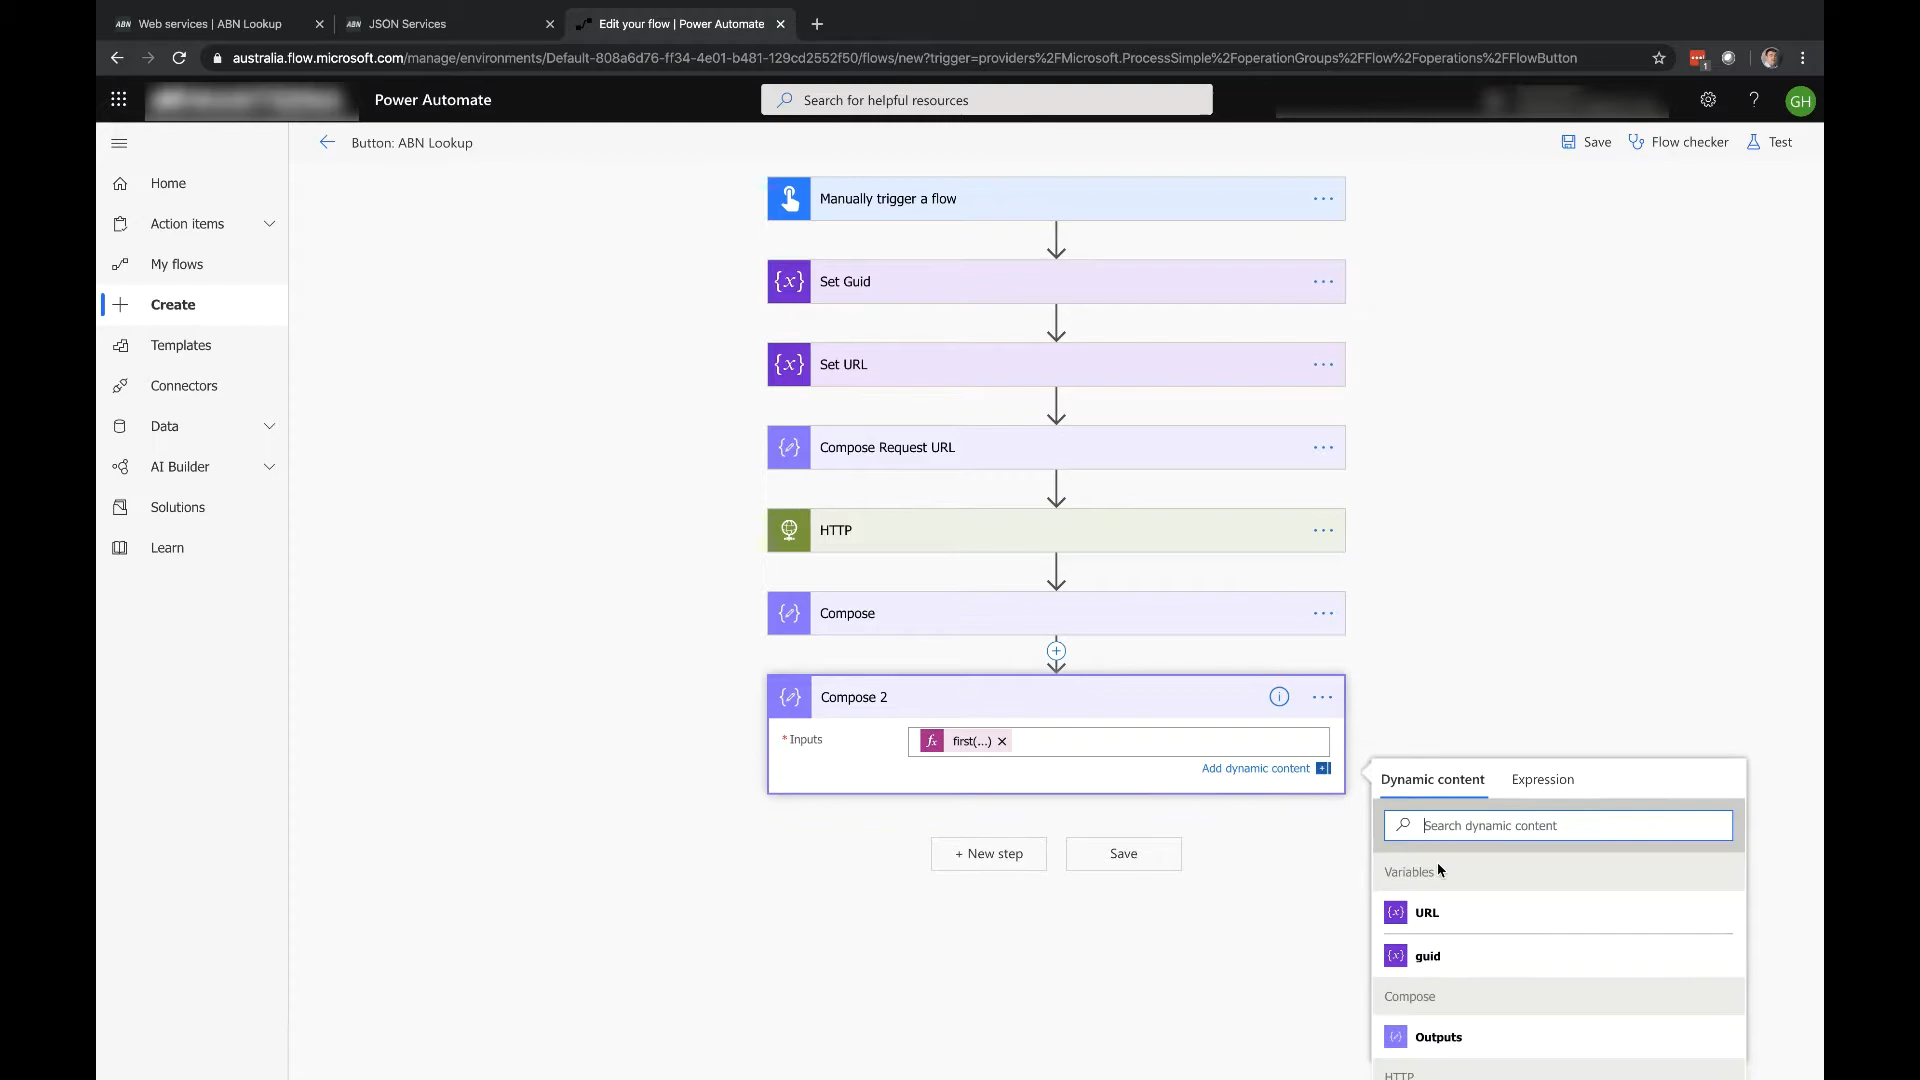 ABN Web services | ABN Lookup
ABN JSON Services
Edit your flow | Power Automate
australia.flow.microsoft.com/manage/environments/Default-808a6d76-ff34-4e01-b481-129cd2552f50/flows/new?trigger=providers%2FMicrosoft.ProcessSimple%2FoperationGroups%2FFlow%2Foperations%2FFlowButton
1
Power Automate
Search for helpful resources
?
GH
Button: ABN Lookup
Save
Flow checker
Test
Home
Action items
My flows
Create
Templates
Connectors
Data
AI Builder
Solutions
Learn
Manually trigger a flow
{x} Set Guid
{x} Set URL
Compose Request URL
HTTP
Compose
Compose 2
* Inputs
fx first(...)
Add dynamic content
+ New step
Save
Dynamic content
Expression
Search dynamic content
Variables
{x} URL
{x} guid
Compose
Outputs
HTTP